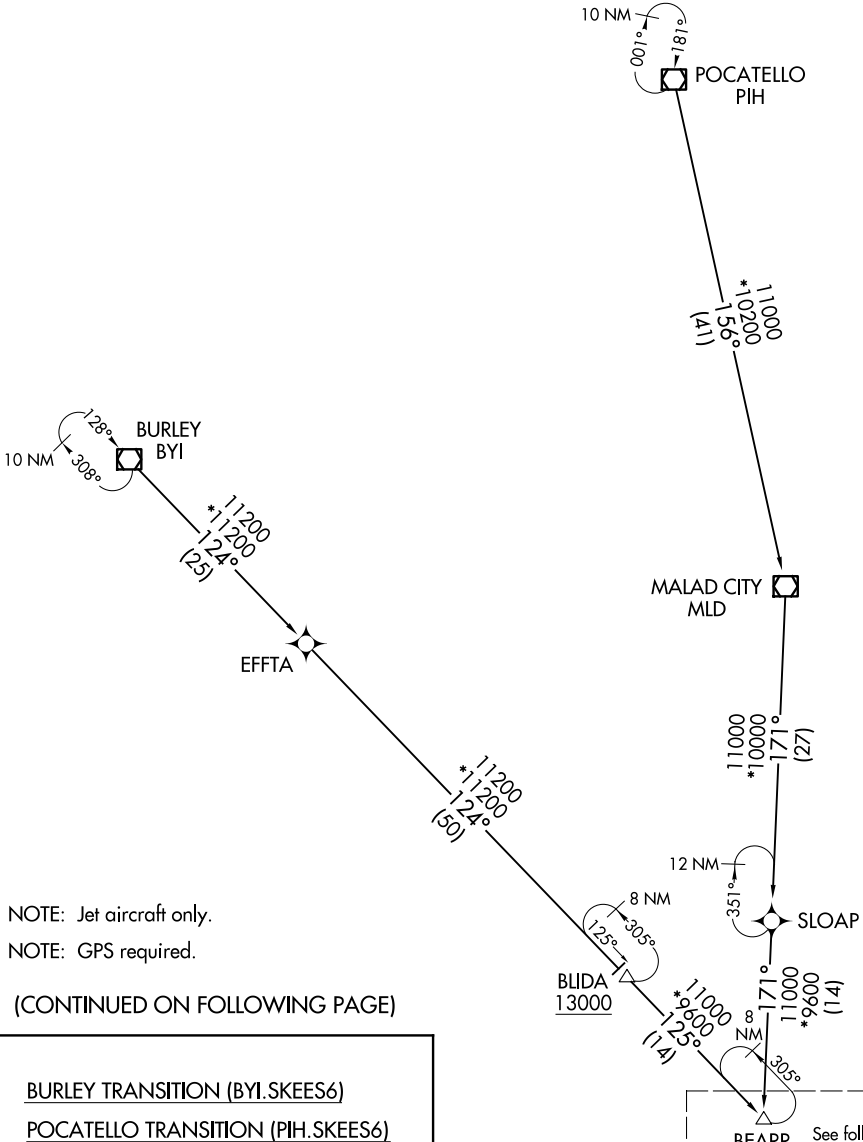 10 NM
001°
181°
POCATELLO
PIH
11000
*10200
156°
(41)
128°
308°
10 NM
BURLEY
BYI
11200
*11200
124°
(25)
MALAD CITY
MLD
EFFTA
11000
*10000
171°
(27)
11200
*11200
124°
(50)
12 NM
351°
SLOAP
8 NM
305°
125°
BLIDA
13000
NOTE: Jet aircraft only.
NOTE: GPS required.
(CONTINUED ON FOLLOWING PAGE)
11000
*9600
125°
(14)
171°
11000
*9600
(14)
8
NM
305°
BURLEY TRANSITION (BYI.SKEES6)
POCATELLO TRANSITION (PIH.SKEES6)
See foll